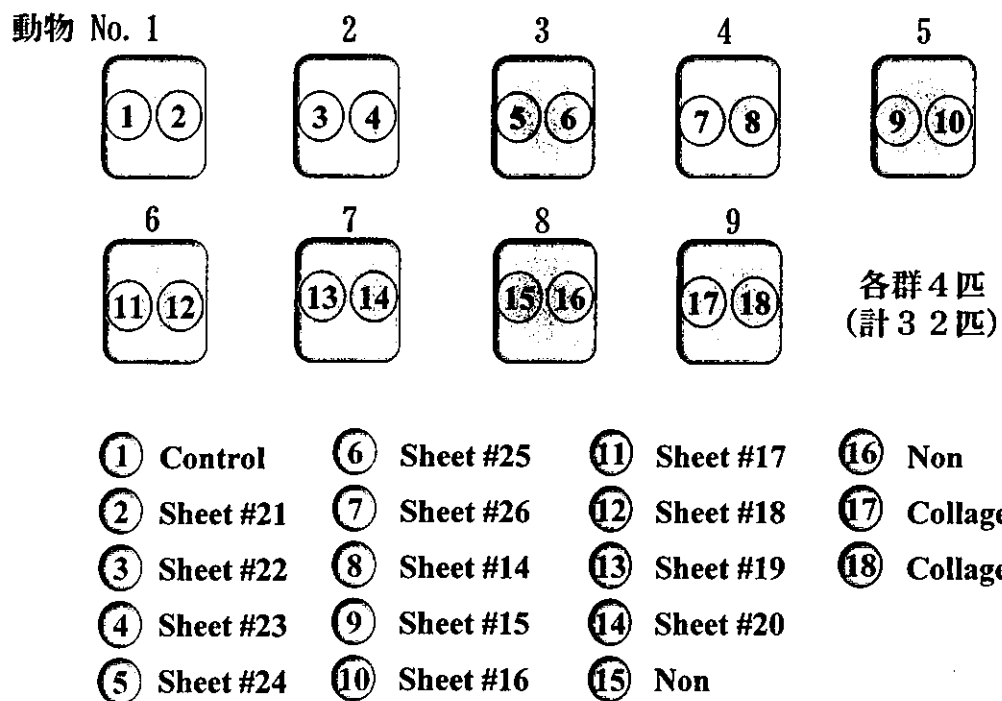 動物 No. 1 2 3 4 5
1 2 3 4 5 6 7 8 9 10
6 7 8 9
11 12 13 14 15 16 17 18
各群4匹
(計32匹)
1 Control 6 Sheet #25 11 Sheet #17 16 Non
2 Sheet #21 7 Sheet #26 12 Sheet #18 17 Collage
3 Sheet #22 8 Sheet #14 13 Sheet #19 18 Collage
4 Sheet #23 9 Sheet #15 14 Sheet #20
5 Sheet #24 10 Sheet #16 15 Non